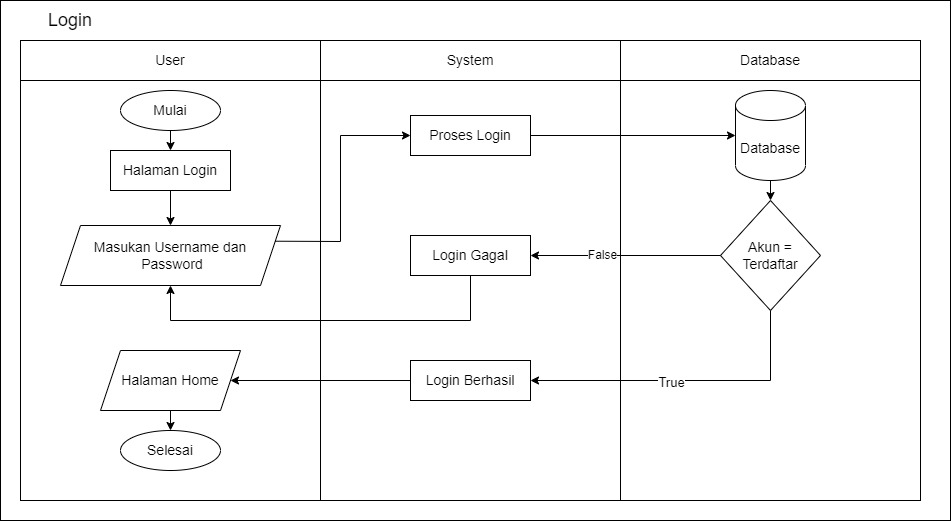 Login
User
System
Database
Mulai
Halaman Login
Masukan Username dan
Password
Proses Login
Database
Akun =
Terdaftar
False
Login Gagal
True
Login Berhasil
Halaman Home
Selesai